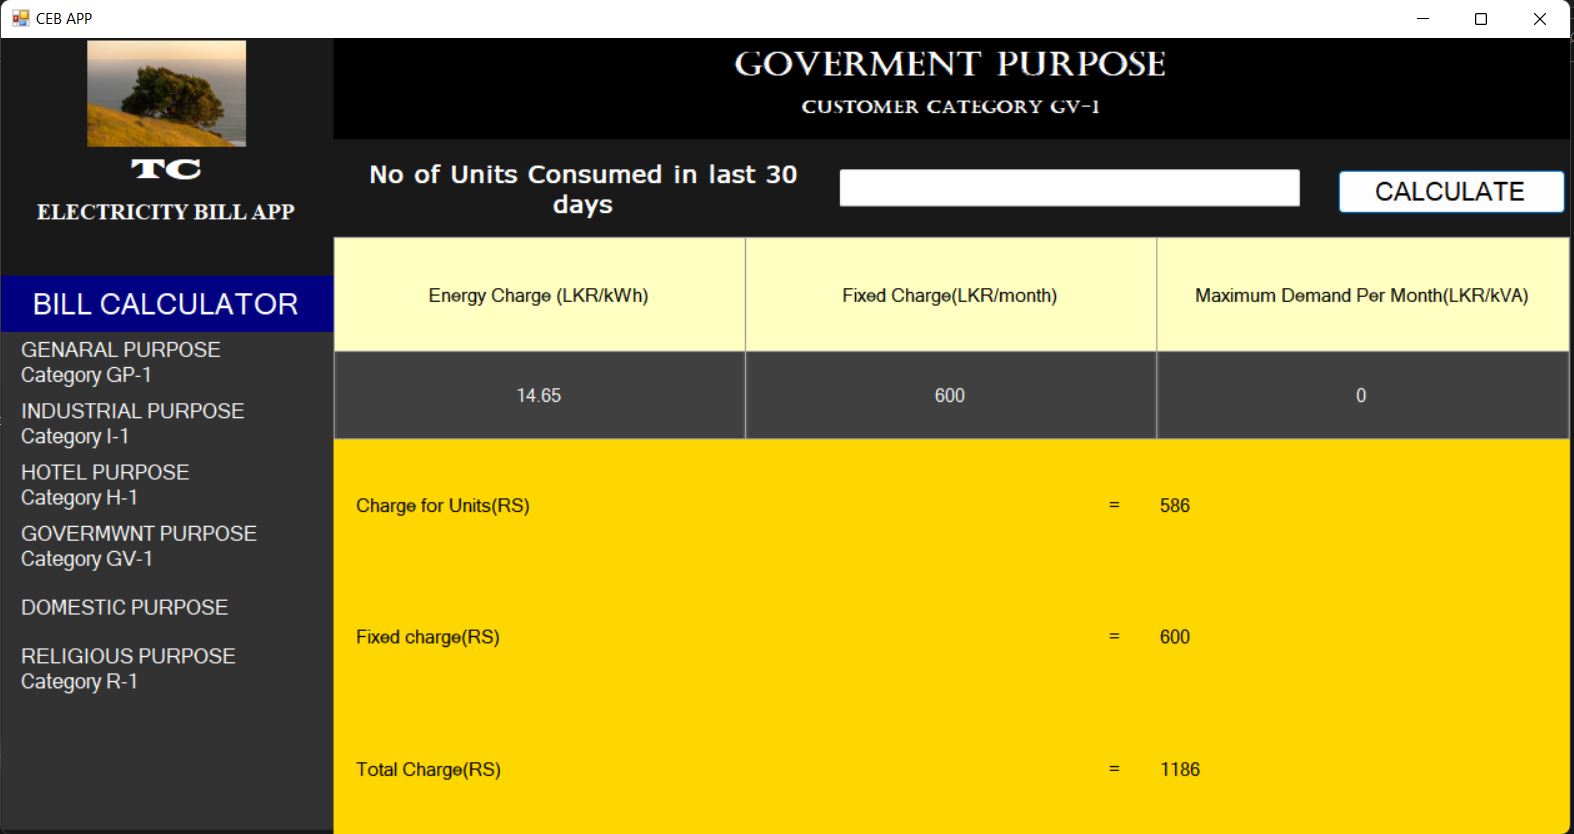 CEB APP
TC
ELECTRICITY BILL APP
BILL CALCULATOR
GENARAL PURPOSE
Category GP-1
INDUSTRIAL PURPOSE
Category I-1
HOTEL PURPOSE
Category H-1
GOVERMWNT PURPOSE
Category GV-1
DOMESTIC PURPOSE
RELIGIOUS PURPOSE
Category R-1
GOVERMENT PURPOSE
CUSTOMER CATEGORY GV-1
No of Units Consumed in last 30
days
CALCULATE
Energy Charge (LKR/kWh) Fixed Charge(LKR/month) Maximum Demand Per Month(LKR/kVA)
14.65 600 0
Charge for Units(RS) = 586
Fixed charge(RS) = 600
Total Charge(RS) = 1186